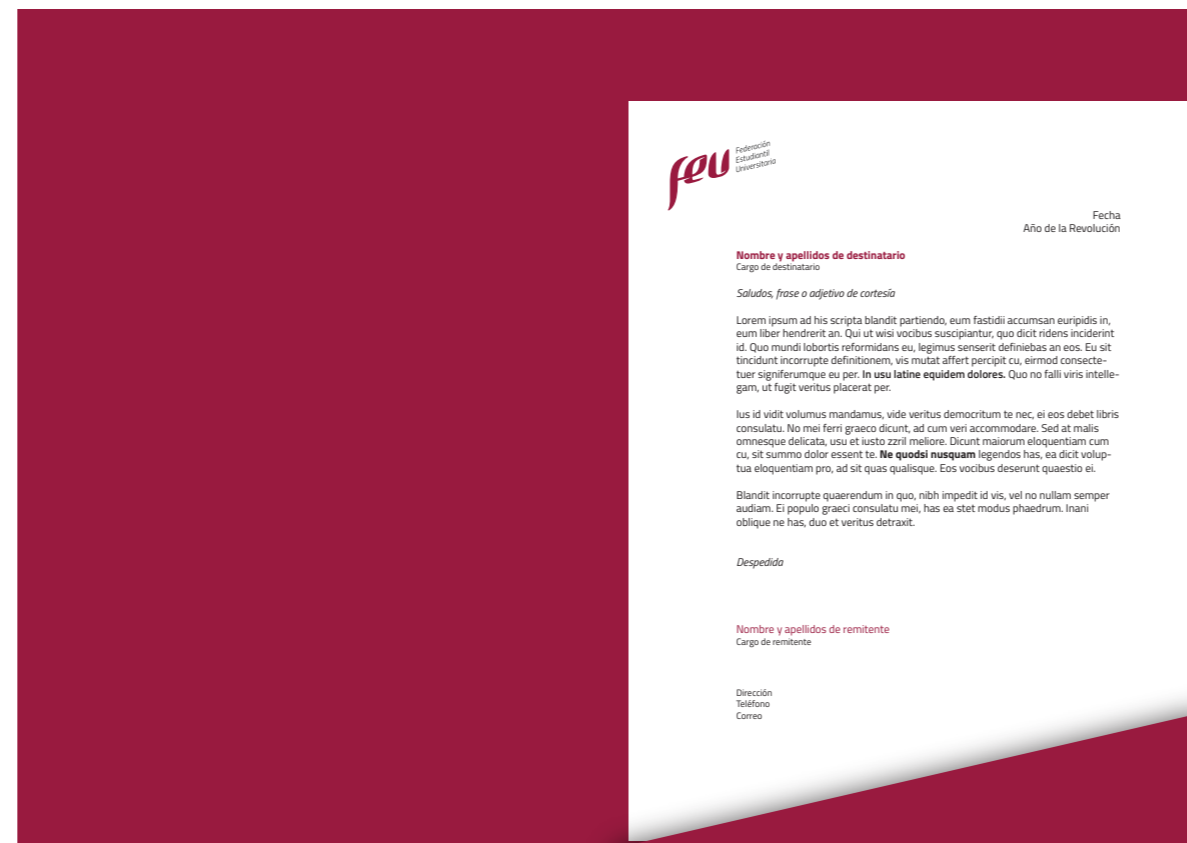 feu
Federación
Estudiantil
Universitaria
Fecha
Año de la Revolución
Nombre y apellidos de destinatario
Cargo de destinatario
Saludos, frase o adjetivo de cortesía
Lorem ipsum ad his scripta blandit partiendo, eum fastidii accumsan euripidis in,
eum liber hendrerit an. Qui ut wisi vocibus suscipiantur, quo dicit ridens inciderint
id. Quo mundi lobortis reformidans eu, legimus senserit definiebas an eos. Eu sit
tincidunt incorrupte definitionem, vis mutat affert percipit cu, eirmod consecte-
tuer signiferumque eu per. In usu latine equidem dolores. Quo no falli viris intelle-
gam, ut fugit veritus placerat per.
Ius id vidit volumus mandamus, vide veritus democritum te nec, ei eos debet libris
consulatu. No mei ferri graeco dicunt, ad cum veri accommodare. Sed at malis
omnesque delicata, usu et iusto zzril meliore. Dicunt maiorum eloquentiam cum
cu, sit summo dolor essent te. Ne quodsi nusquam legendos has, ea dicit volup-
tua eloquentiam pro, ad sit quas qualisque. Eos vocibus deserunt quaestio ei.
Blandit incorrupte quaerendum in quo, nibh impedit id vis, vel no nullam semper
audiam. Ei populo graeci consulatu mei, has ea stet modus phaedrum. Inani
oblique ne has, duo et veritus detraxit.
Despedida
Nombre y apellidos de remitente
Cargo de remitente
Dirección
Teléfono
Correo